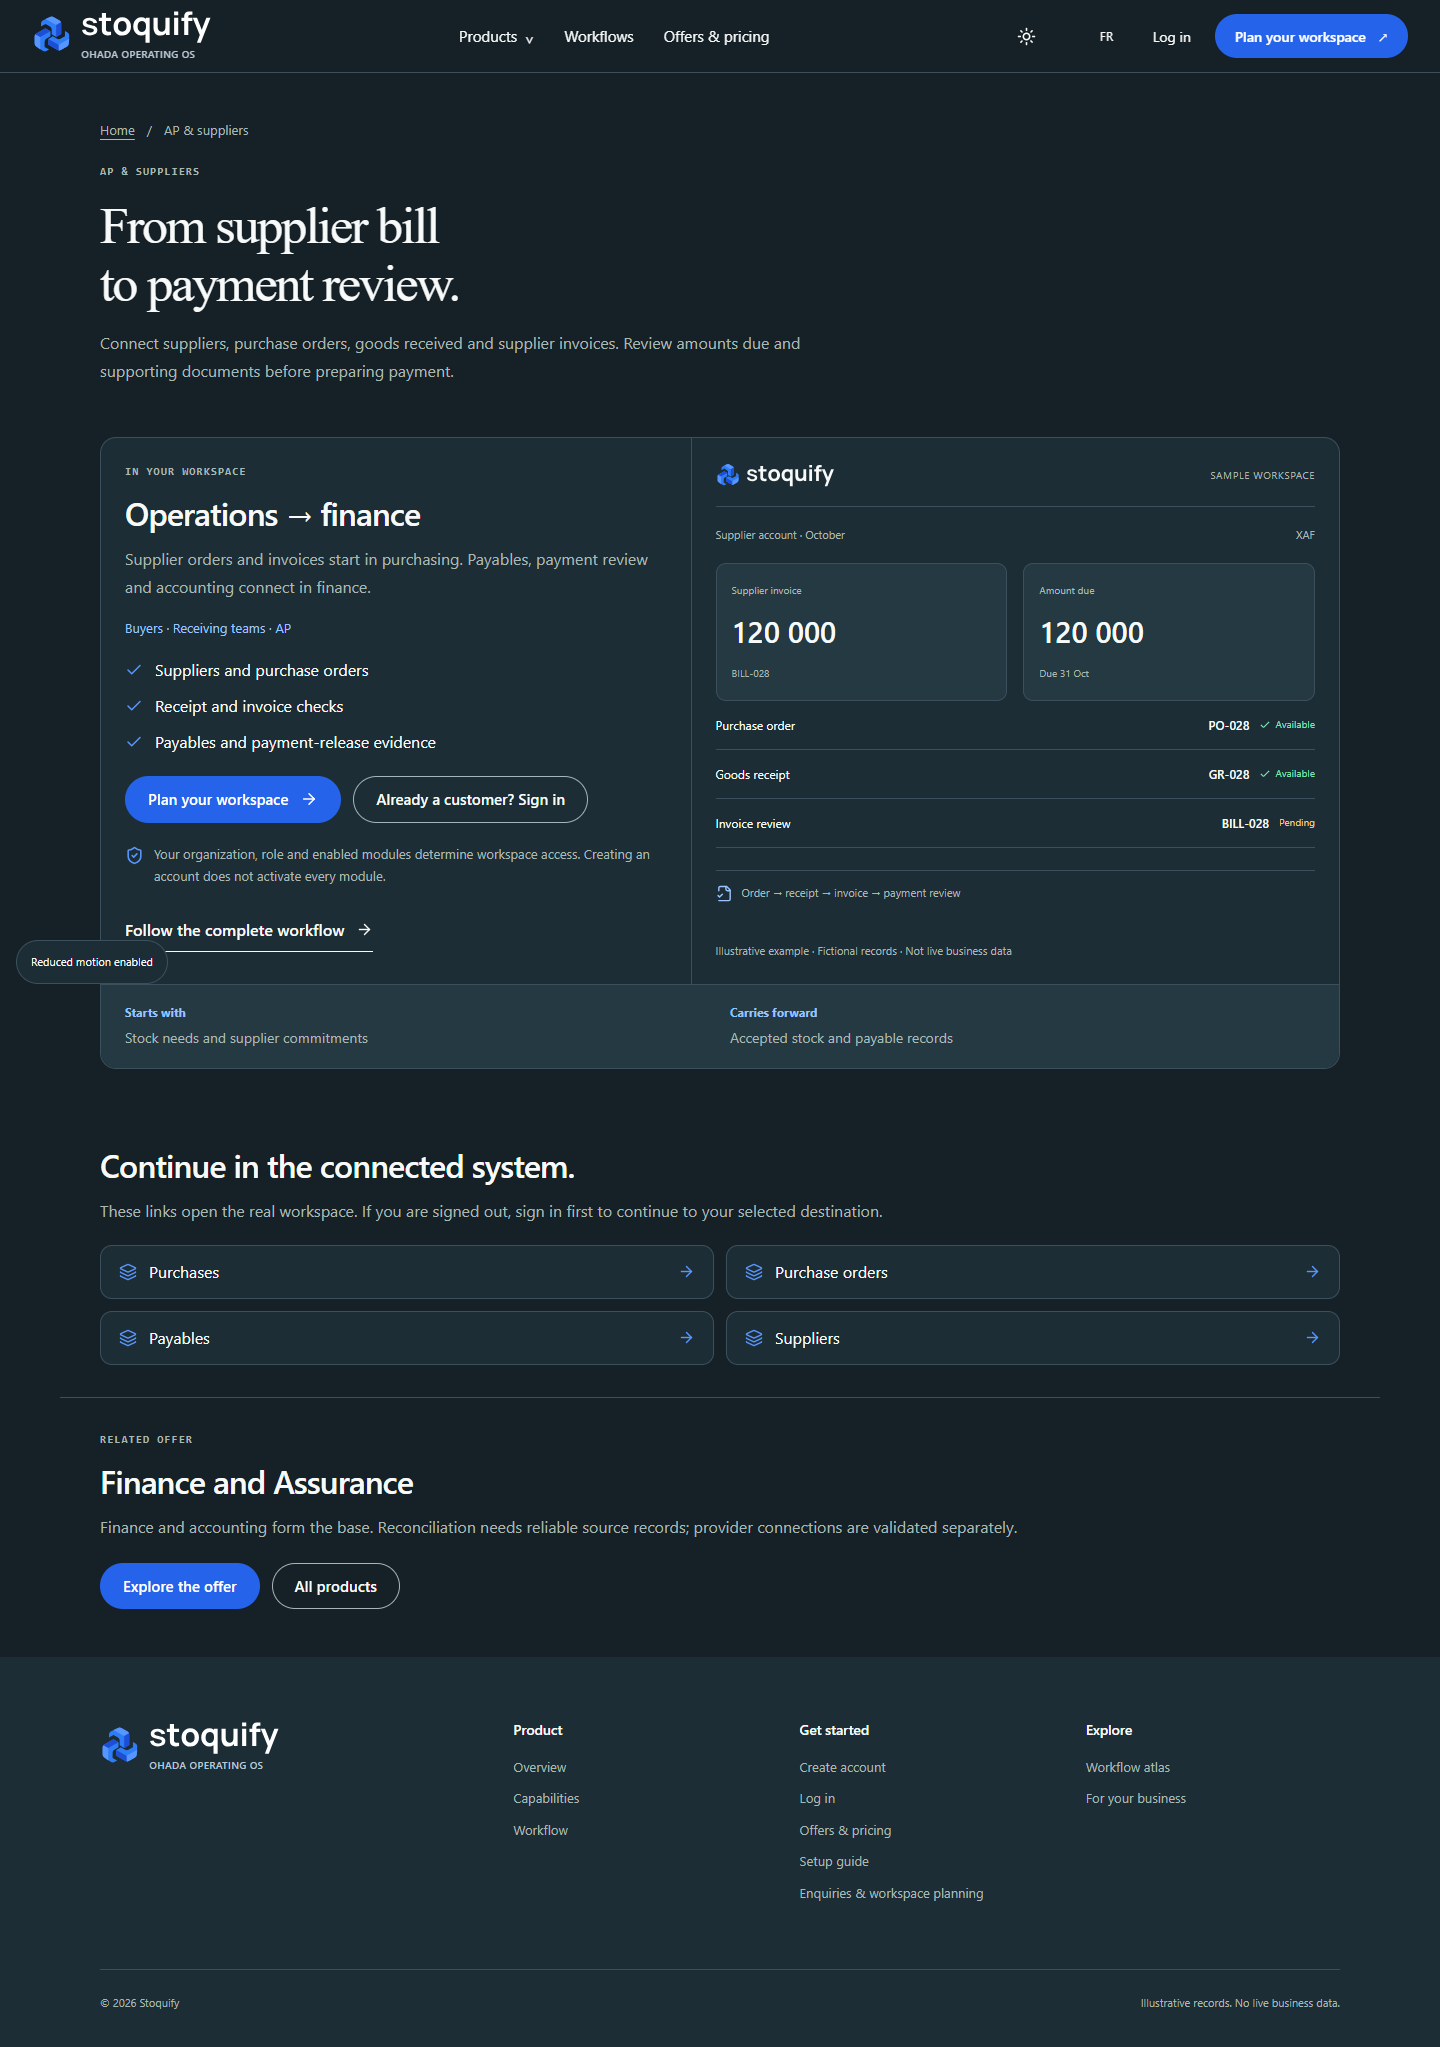 stoquify
OHADA OPERATING OS
Products
Workflows
Offers & pricing
FR
Log in
Plan your workspace ↗
Home / AP & suppliers
AP & SUPPLIERS
From supplier bill
to payment review.
Connect suppliers, purchase orders, goods received and supplier invoices. Review amounts due and
supporting documents before preparing payment.
IN YOUR WORKSPACE
Operations → finance
Supplier orders and invoices start in purchasing. Payables, payment review
and accounting connect in finance.
Buyers · Receiving teams · AP
Suppliers and purchase orders
Receipt and invoice checks
Payables and payment-release evidence
Plan your workspace →
Already a customer? Sign in
Your organization, role and enabled modules determine workspace access. Creating an
account does not activate every module.
Follow the complete workflow →
Reduced motion enabled
stoquify
SAMPLE WORKSPACE
Supplier account · October
XAF
Supplier invoice
120 000
BILL-028
Amount due
120 000
Due 31 Oct
Purchase order PO-028 Available
Goods receipt GR-028 Available
Invoice review BILL-028 Pending
Order → receipt → invoice → payment review
Illustrative example · Fictional records · Not live business data
Starts with
Stock needs and supplier commitments
Carries forward
Accepted stock and payable records
Continue in the connected system.
These links open the real workspace. If you are signed out, sign in first to continue to your selected destination.
Purchases
Purchase orders
Payables
Suppliers
RELATED OFFER
Finance and Assurance
Finance and accounting form the base. Reconciliation needs reliable source records; provider connections are validated separately.
Explore the offer
All products
stoquify
OHADA OPERATING OS
Product
Overview
Capabilities
Workflow
Get started
Create account
Log in
Offers & pricing
Setup guide
Enquiries & workspace planning
Explore
Workflow atlas
For your business
© 2026 Stoquify
Illustrative records. No live business data.